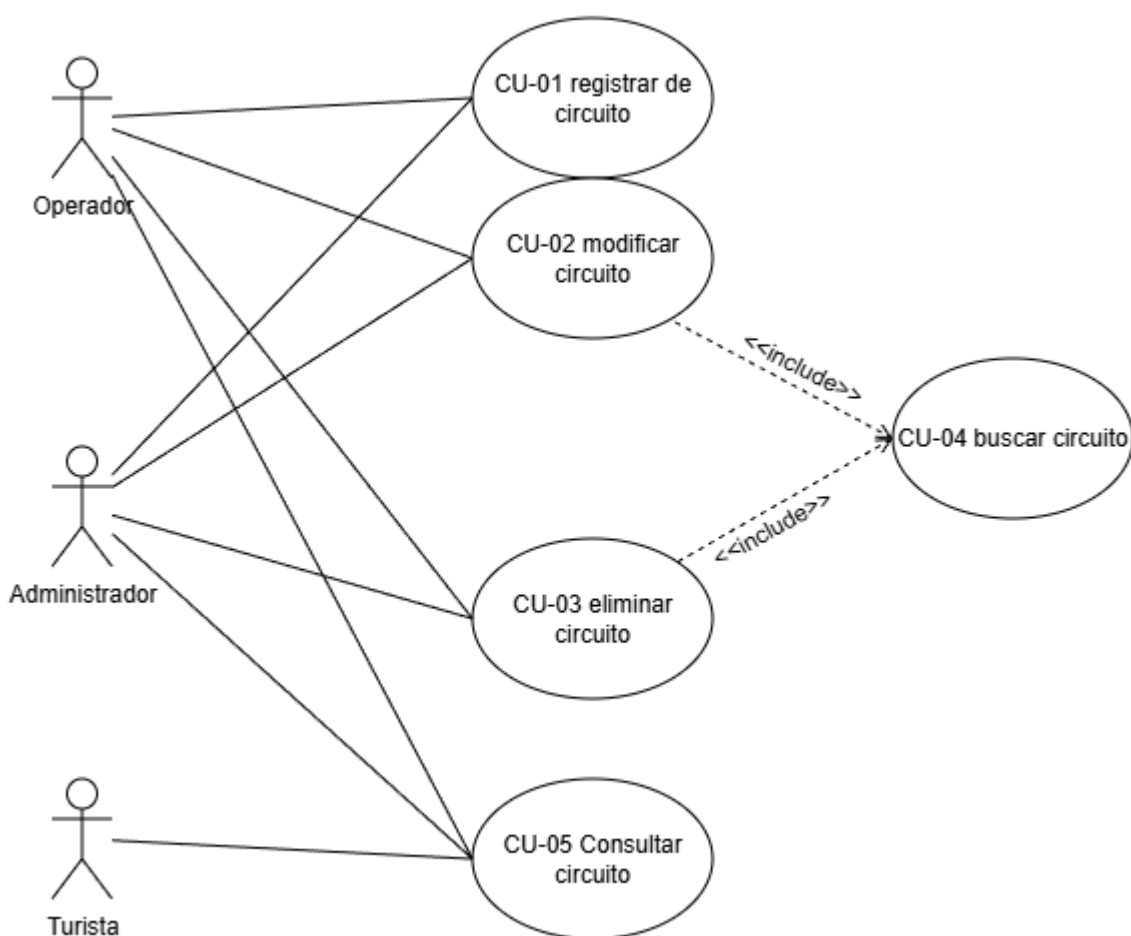 CU-01 registrar de
circuito
Operador
CU-02 modificar
circuito
<<include>>
CU-04 buscar circuito
<<include>>
Administrador
CU-03 eliminar
circuito
CU-05 Consultar
circuito
Turista